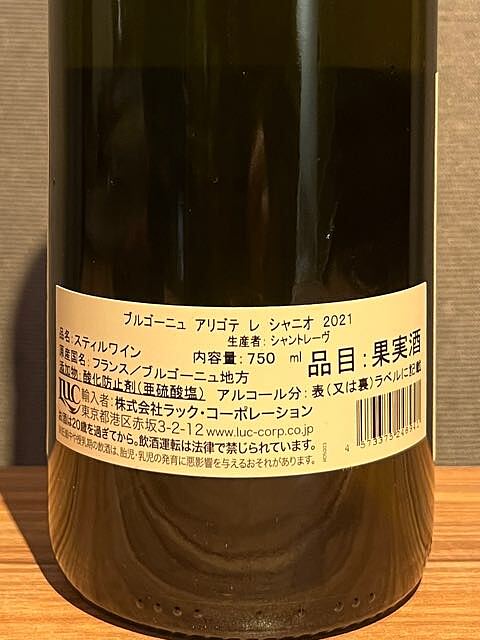 ブルゴーニュ アリゴテ レ シャニオ 2021
生産者：シャントレーヴ
品名：スティルワイン
内容量：750 ml
品目：果実酒
原産国名：フランス／ブルゴーニュ地方
添加物：酸化防止剤（亜硫酸塩） アルコール分：表（又は裏）ラベルに記載
LUC 輸入者：株式会社ラック・コーポレーション
東京都港区赤坂3-2-12 www.luc-corp.co.jp
お酒は20歳を過ぎてから。飲酒運転は法律で禁じられています。
妊娠中や授乳時の飲酒は、胎児・乳児の発育に悪影響を与えるおそれがあります。